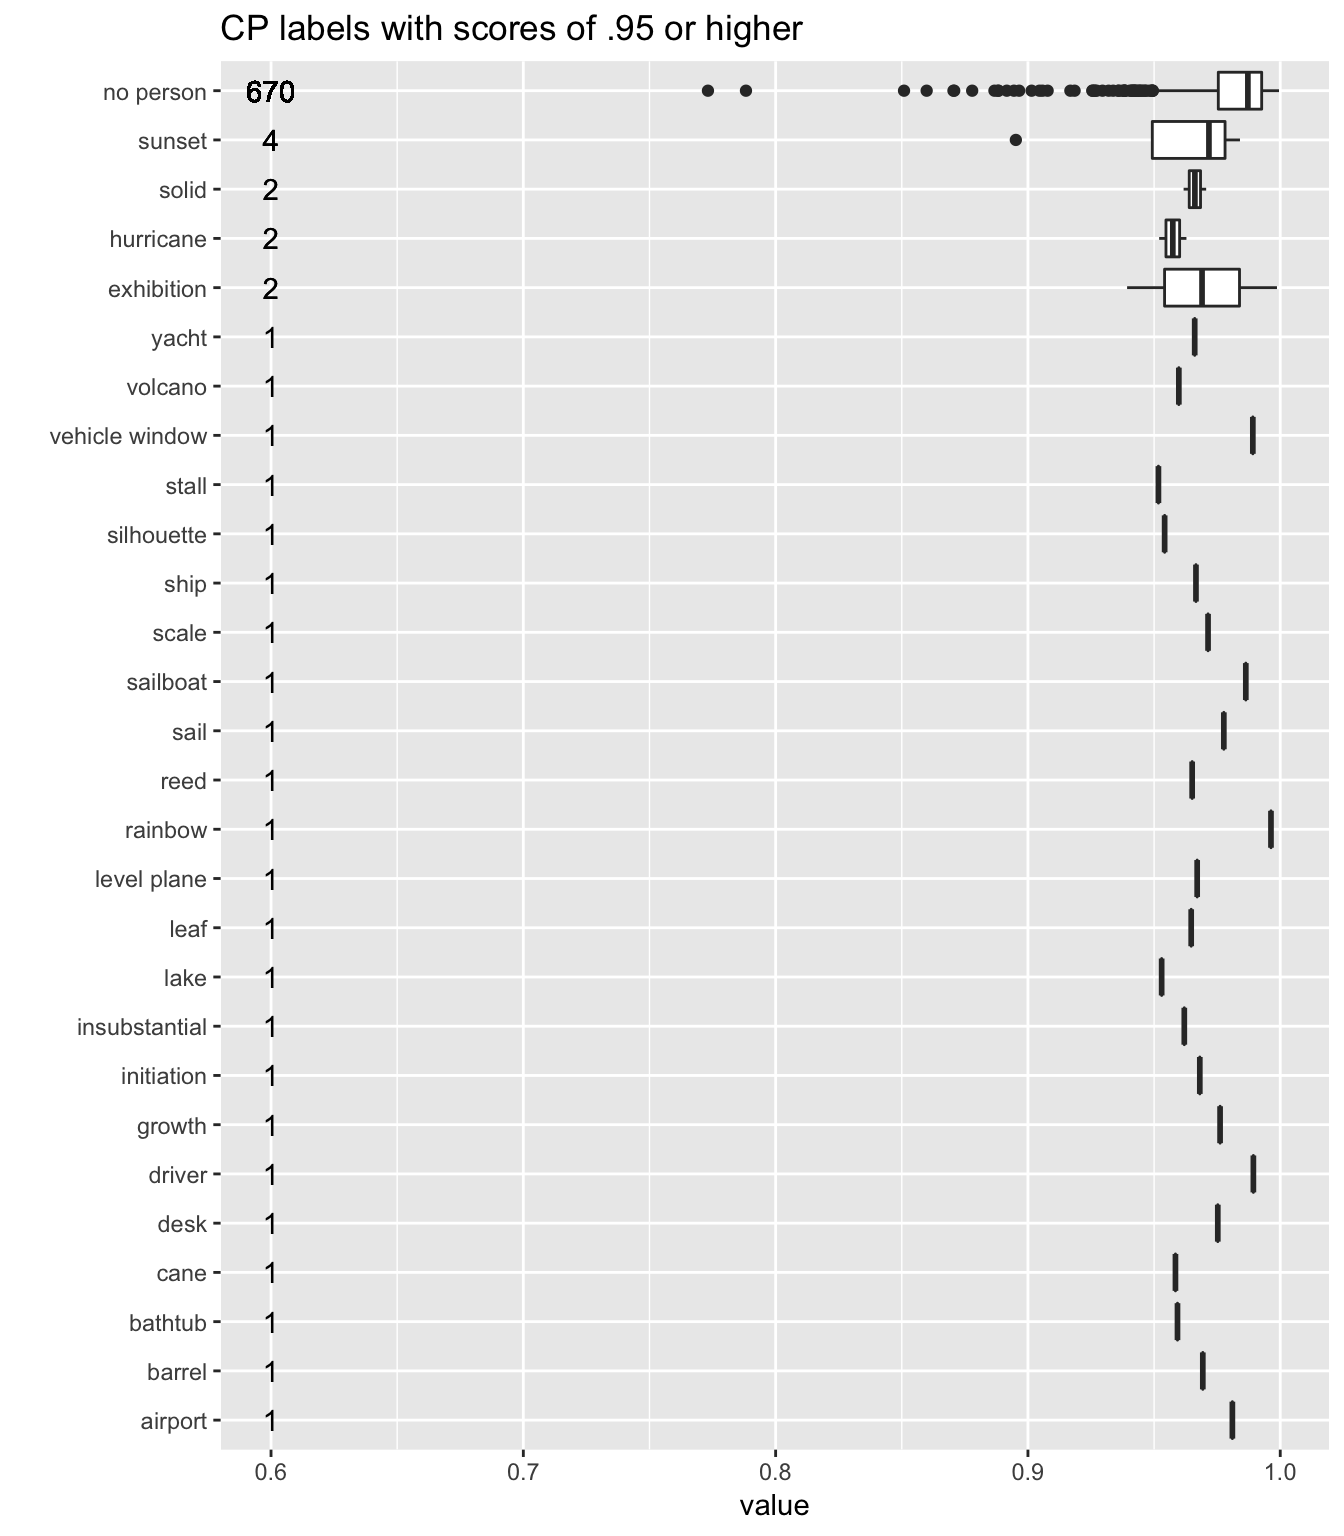 CP labels with scores of .95 or higher
no person 670
sunset 4
solid 2
hurricane 2
exhibition 2
yacht 1
volcano 1
vehicle window 1
stall 1
silhouette 1
ship 1
scale 1
sailboat 1
sail 1
reed 1
rainbow 1
level plane 1
leaf 1
lake 1
insubstantial 1
initiation 1
growth 1
driver 1
desk 1
cane 1
bathtub 1
barrel 1
airport 1
0.6 0.7 0.8 0.9 1.0
value